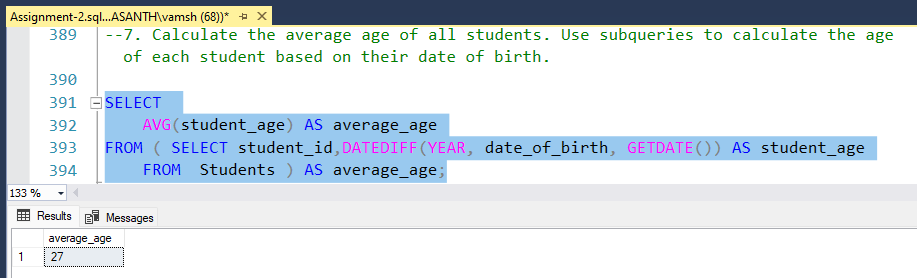 Assignment-2.sql...ASANTH\vamsh (68))*
389 --7. Calculate the average age of all students. Use subqueries to calculate the age
of each student based on their date of birth.
390
391 SELECT
392 AVG(student_age) AS average_age
393 FROM ( SELECT student_id,DATEDIFF(YEAR, date_of_birth, GETDATE()) AS student_age
394 FROM  Students ) AS average_age;
133 %
Results Messages
average_age
1 27